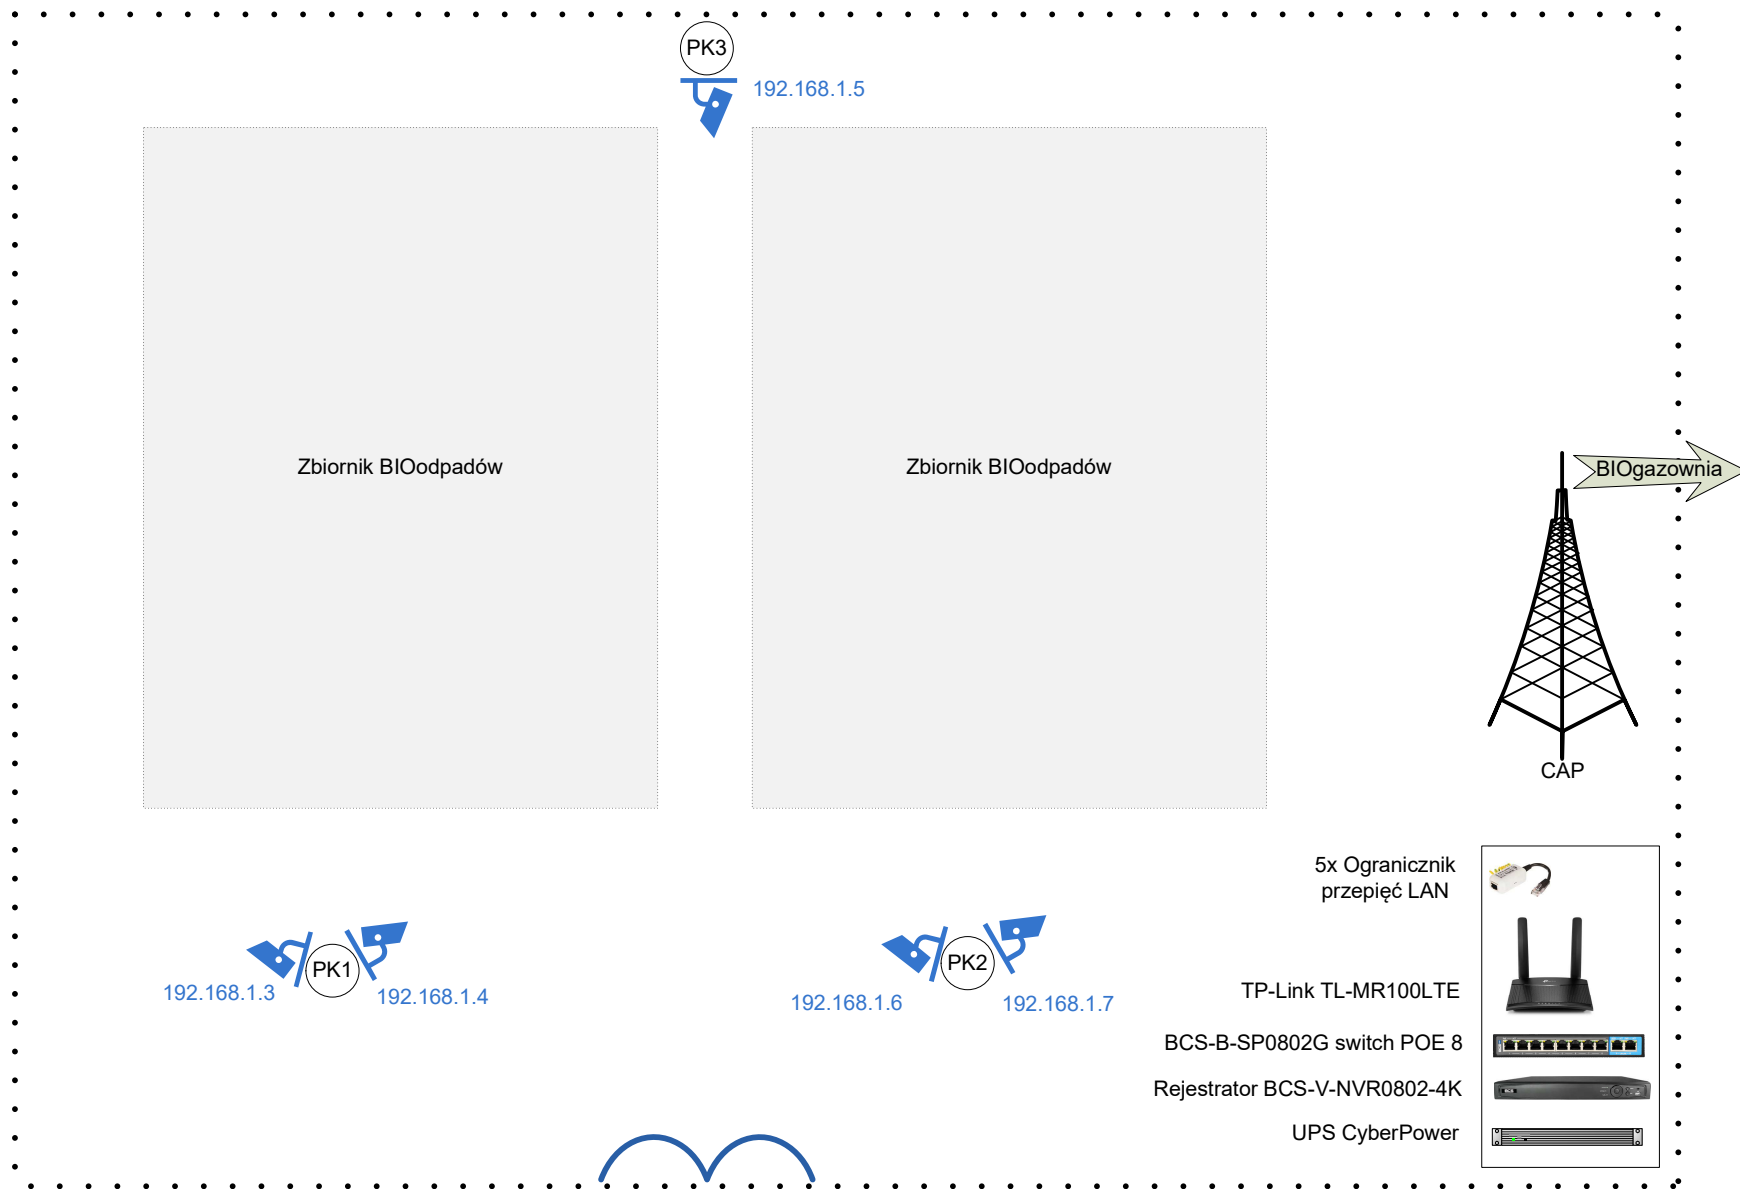 PK3
192.168.1.5
Zbiornik BIOodpadów
Zbiornik BIOodpadów
BIOgazownia
CAP
5x Ogranicznik
przepięć LAN
PK1
192.168.1.3
192.168.1.4
PK2
192.168.1.6
192.168.1.7
TP-Link TL-MR100LTE
BCS-B-SP0802G switch POE 8
Rejestrator BCS-V-NVR0802-4K
UPS CyberPower